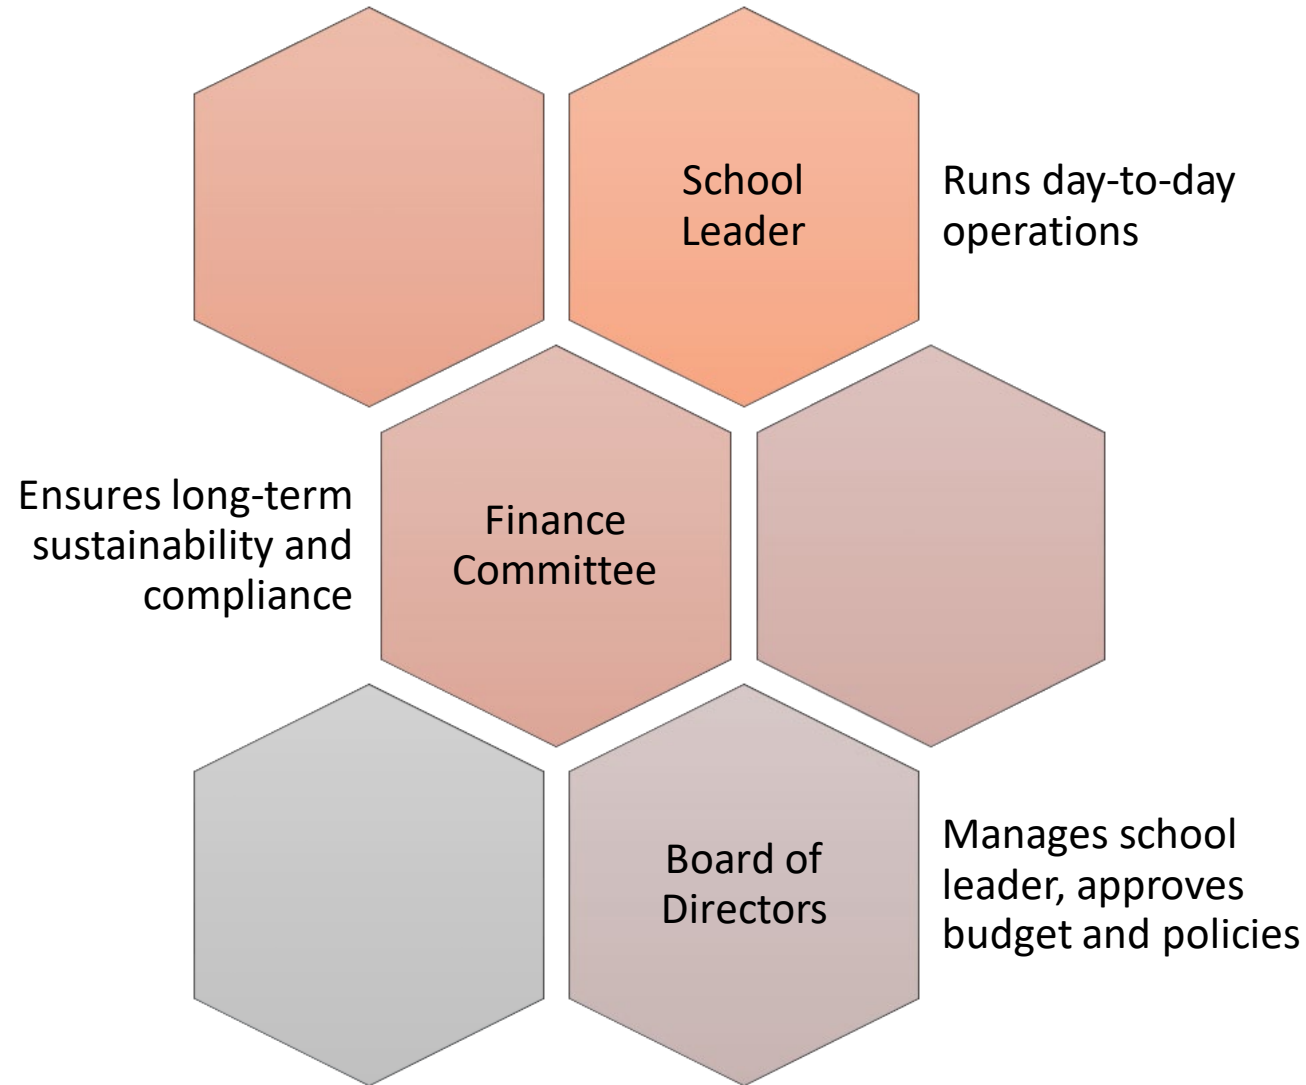 School
Leader
Runs day-to-day
operations
Ensures long-term
sustainability and
compliance
Finance
Committee
Board of
Directors
Manages school
leader, approves
budget and policies